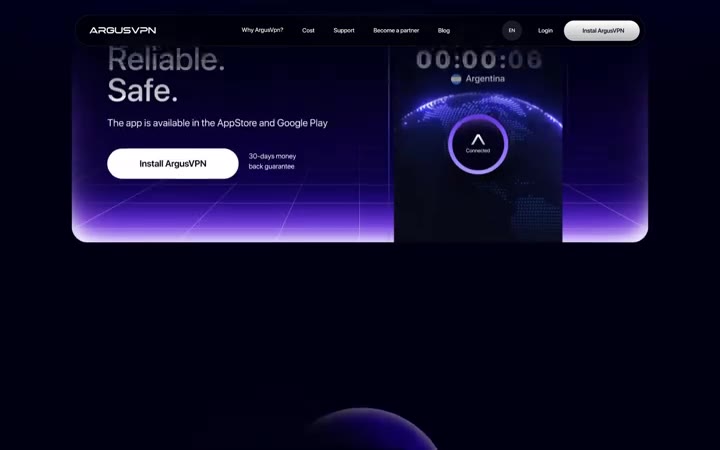 ARGUSVPN
Why ArgusVpn?
Cost
Support
Become a partner
Blog
EN
Login
Instal ArgusVPN
Reliable.
Safe.
The app is available in the AppStore and Google Play
Install ArgusVPN
30-days money
back guarantee
00:00:06
Argentina
Connected